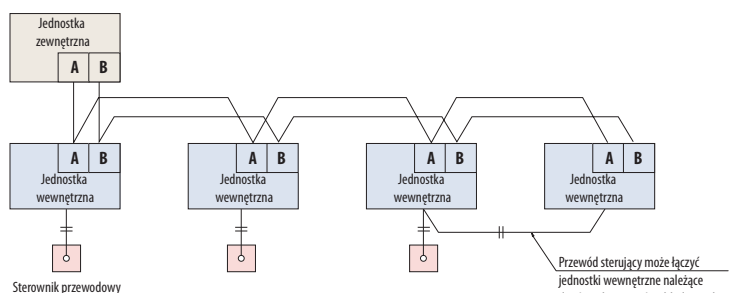 Jednostka
zewnętrzna
A B
A B
Jednostka
wewnętrzna
A B
Jednostka
wewnętrzna
A B
Jednostka
wewnętrzna
A B
Jednostka
wewnętrzna
Sterownik przewodowy
Przewód sterujący może łączyć
jednostki wewnętrzne należące